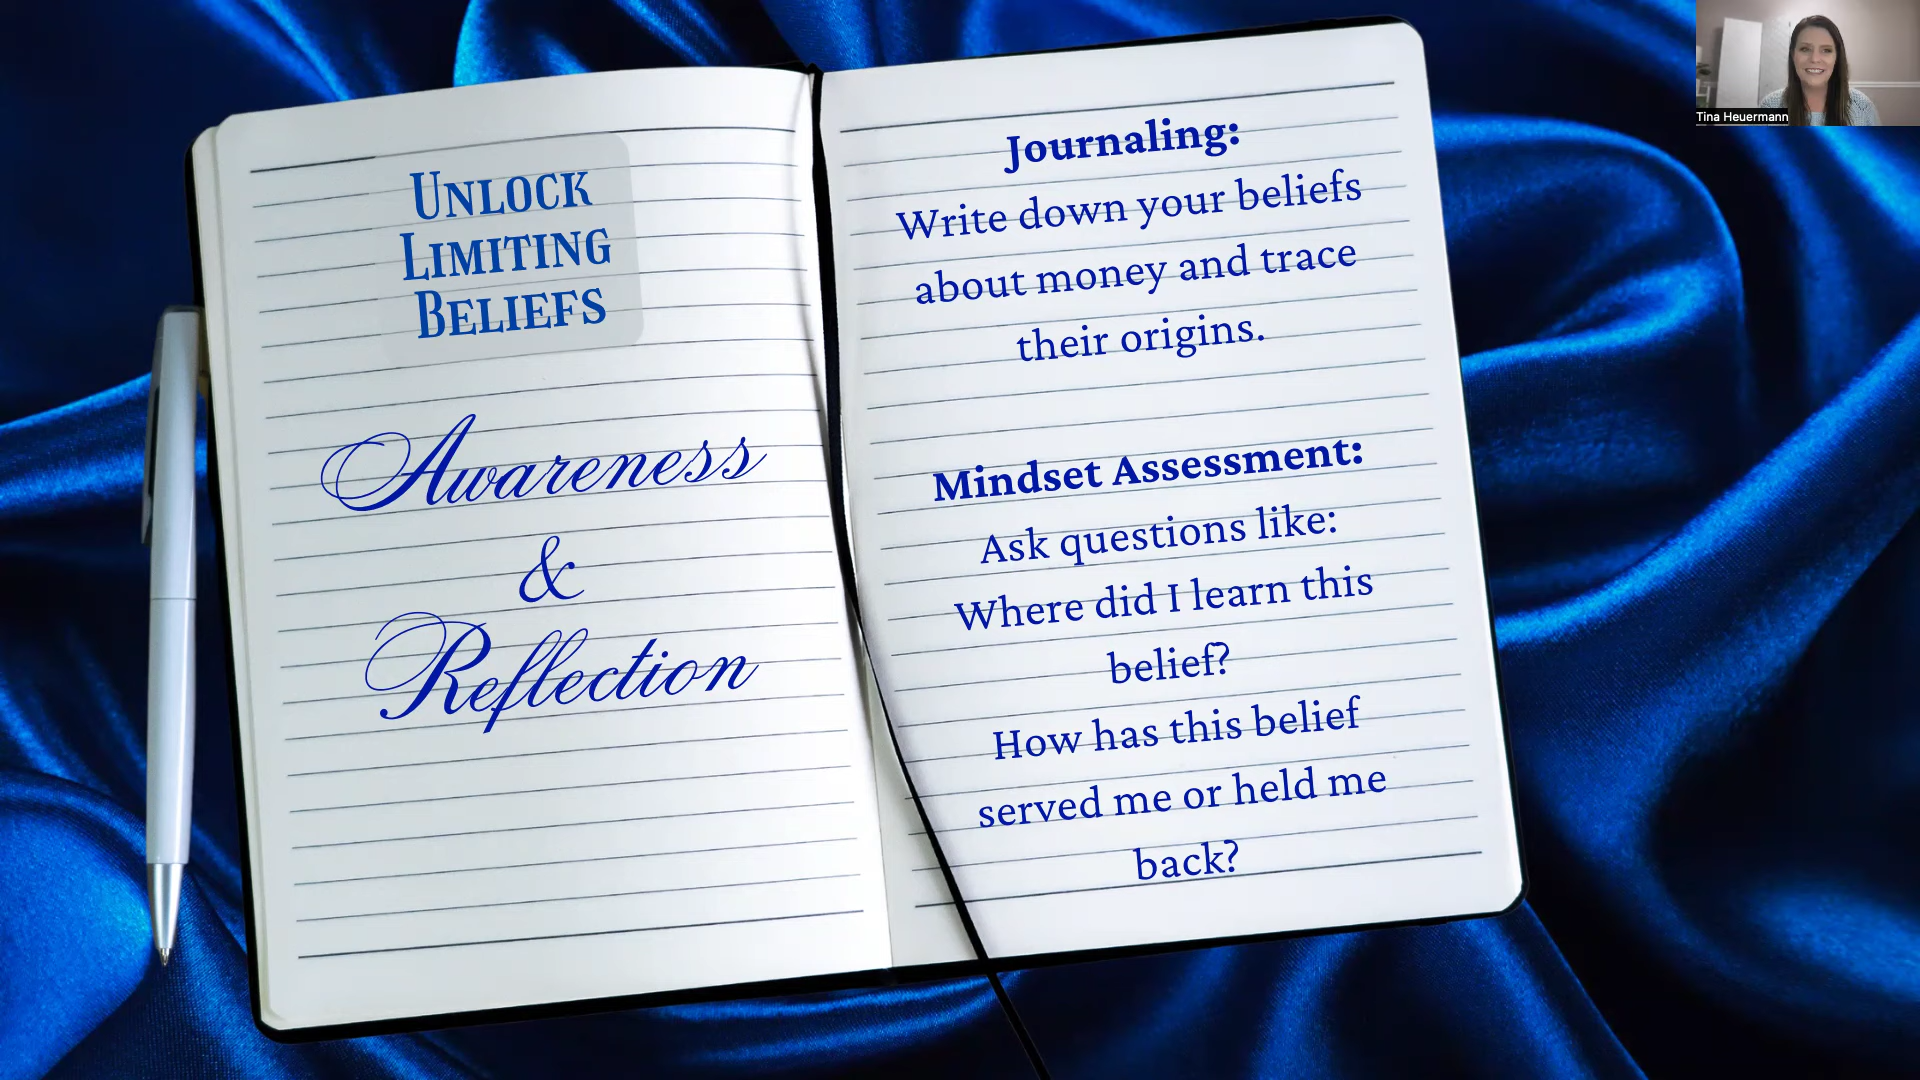 UNLOCK
LIMITING
BELIEFS
Awareness
&
Reflection
Journaling:
Write down your beliefs
about money and trace
their origins.
Mindset Assessment:
Ask questions like:
Where did I learn this
belief?
How has this belief
served me or held me
back?
Tina Heuermann